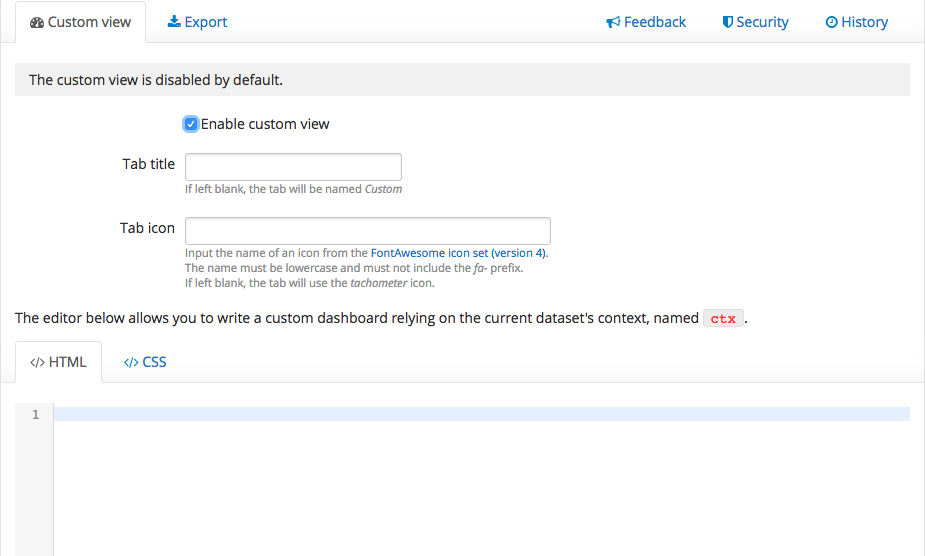 Custom view Export Feedback Security History
The custom view is disabled by default.
Enable custom view
Tab title
If left blank, the tab will be named Custom
Tab icon
Input the name of an icon from the FontAwesome icon set (version 4).
The name must be lowercase and must not include the fa- prefix.
If left blank, the tab will use the tachometer icon.
The editor below allows you to write a custom dashboard relying on the current dataset's context, named ctx.
</> HTML </> CSS
1